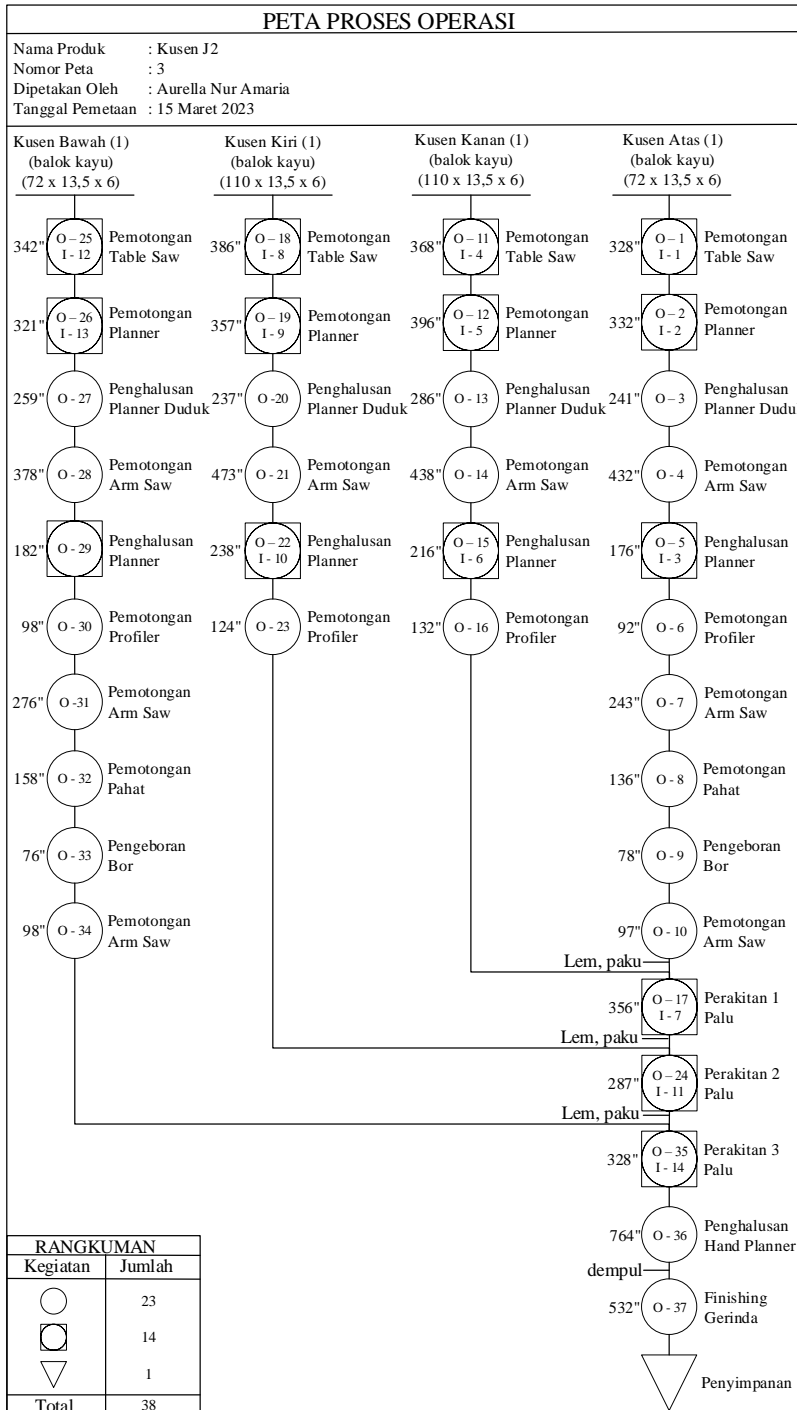 PETA PROSES OPERASI
Nama Produk : Kusen J2
Nomor Peta : 3
Dipetakan Oleh : Aurella Nur Amaria
Tanggal Pemetaan : 15 Maret 2023
Kusen Bawah (1)
(balok kayu)
(72 x 13,5 x 6)
342" O – 25 I - 12 Pemotongan Table Saw
321" O – 26 I - 13 Pemotongan Planner
259" O - 27 Penghalusan Planner Duduk
378" O - 28 Pemotongan Arm Saw
182" O - 29 Penghalusan Planner
98" O - 30 Pemotongan Profiler
276" O -31 Pemotongan Arm Saw
158" O - 32 Pemotongan Pahat
76" O - 33 Pengeboran Bor
98" O - 34 Pemotongan Arm Saw
Kusen Kiri (1)
(balok kayu)
(110 x 13,5 x 6)
386" O – 18 I - 8 Pemotongan Table Saw
357" O – 19 I - 9 Pemotongan Planner
237" O -20 Penghalusan Planner Duduk
473" O - 21 Pemotongan Arm Saw
238" O – 22 I - 10 Penghalusan Planner
124" O - 23 Pemotongan Profiler
Kusen Kanan (1)
(balok kayu)
(110 x 13,5 x 6)
368" O – 11 I - 4 Pemotongan Table Saw
396" O – 12 I - 5 Pemotongan Planner
286" O - 13 Penghalusan Planner Duduk
438" O - 14 Pemotongan Arm Saw
216" O – 15 I - 6 Penghalusan Planner
132" O - 16 Pemotongan Profiler
Kusen Atas (1)
(balok kayu)
(72 x 13,5 x 6)
328" O – 1 I - 1 Pemotongan Table Saw
332" O – 2 I - 2 Pemotongan Planner
241" O – 3 Penghalusan Planner Duduk
432" O - 4 Pemotongan Arm Saw
176" O – 5 I - 3 Penghalusan Planner
92" O - 6 Pemotongan Profiler
243" O - 7 Pemotongan Arm Saw
136" O - 8 Pemotongan Pahat
78" O - 9 Pengeboran Bor
97" O - 10 Pemotongan Arm Saw
Lem, paku
356" O – 17 I - 7 Perakitan 1 Palu
Lem, paku
287" O – 24 I - 11 Perakitan 2 Palu
Lem, paku
328" O – 35 I - 14 Perakitan 3 Palu
764" O - 36 Penghalusan Hand Planner
dempul
532" O - 37 Finishing Gerinda
Penyimpanan
RANGKUMAN
Kegiatan Jumlah
23
14
1
Total 38